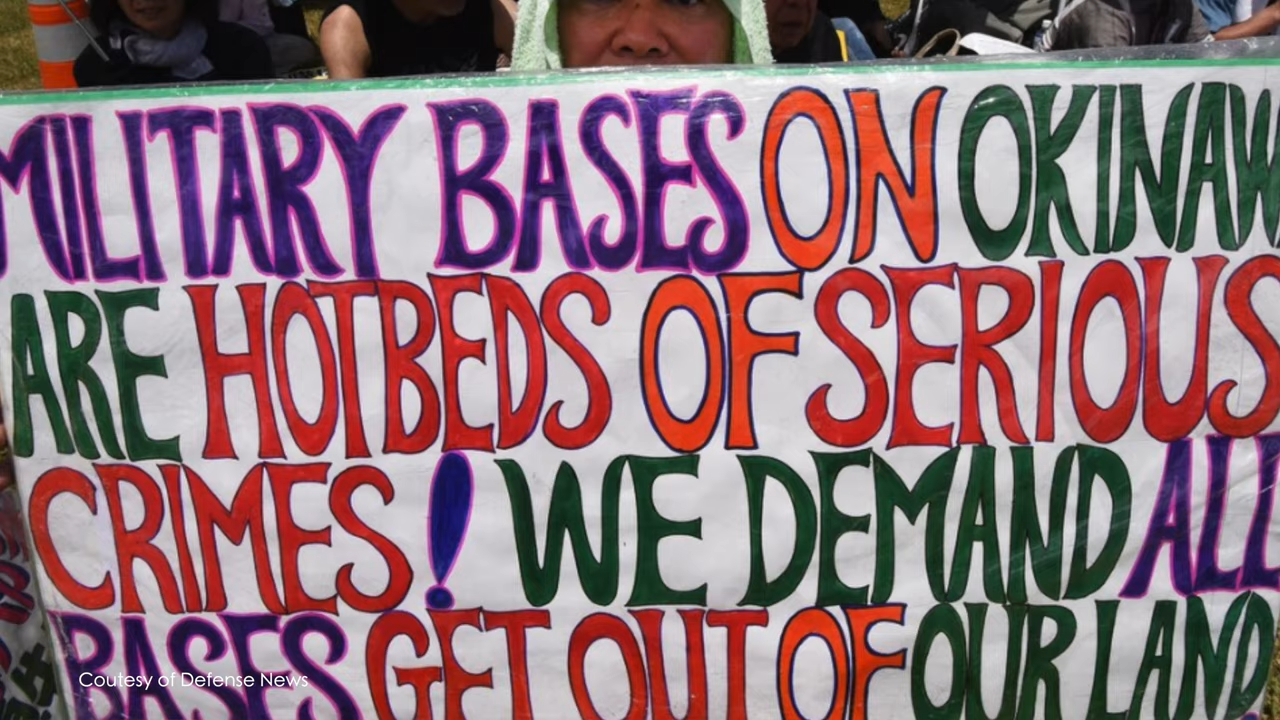 MILITARY BASES ON OKINAW
ARE HOTBEDS OF SERIOUS
CRIMES! WE DEMAND ALL
BASES GET OUT OF OUR LAND
Coutesy of Defense News